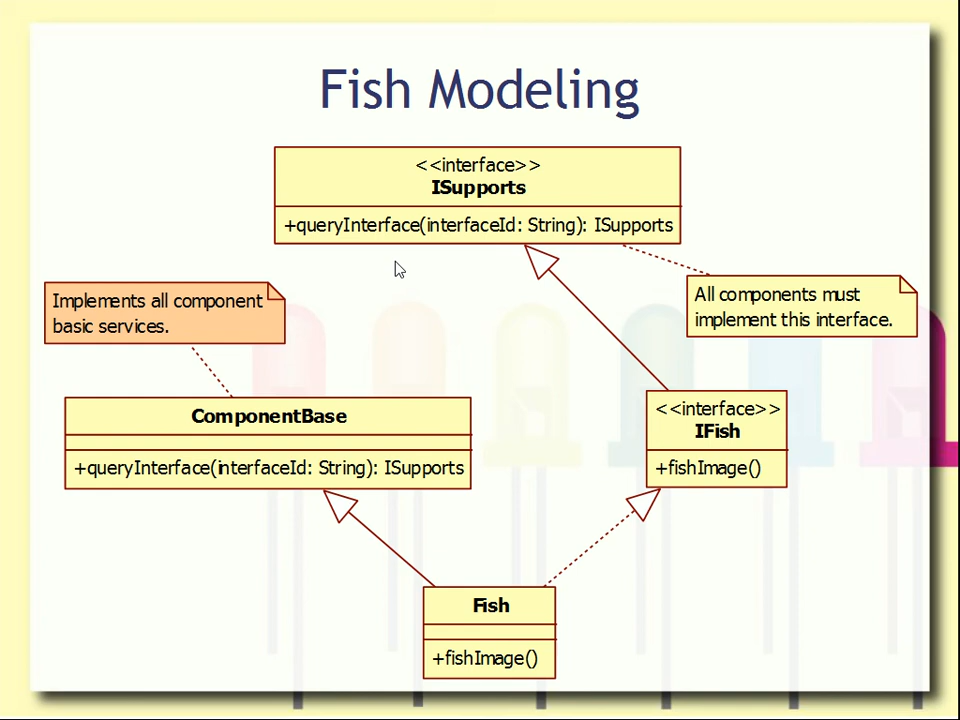 Fish Modeling
<<interface>>
ISupports
+queryInterface(interfaceId: String): ISupports
Implements all component
basic services.
All components must
implement this interface.
ComponentBase
+queryInterface(interfaceId: String): ISupports
<<interface>>
IFish
+fishImage()
Fish
+fishImage()